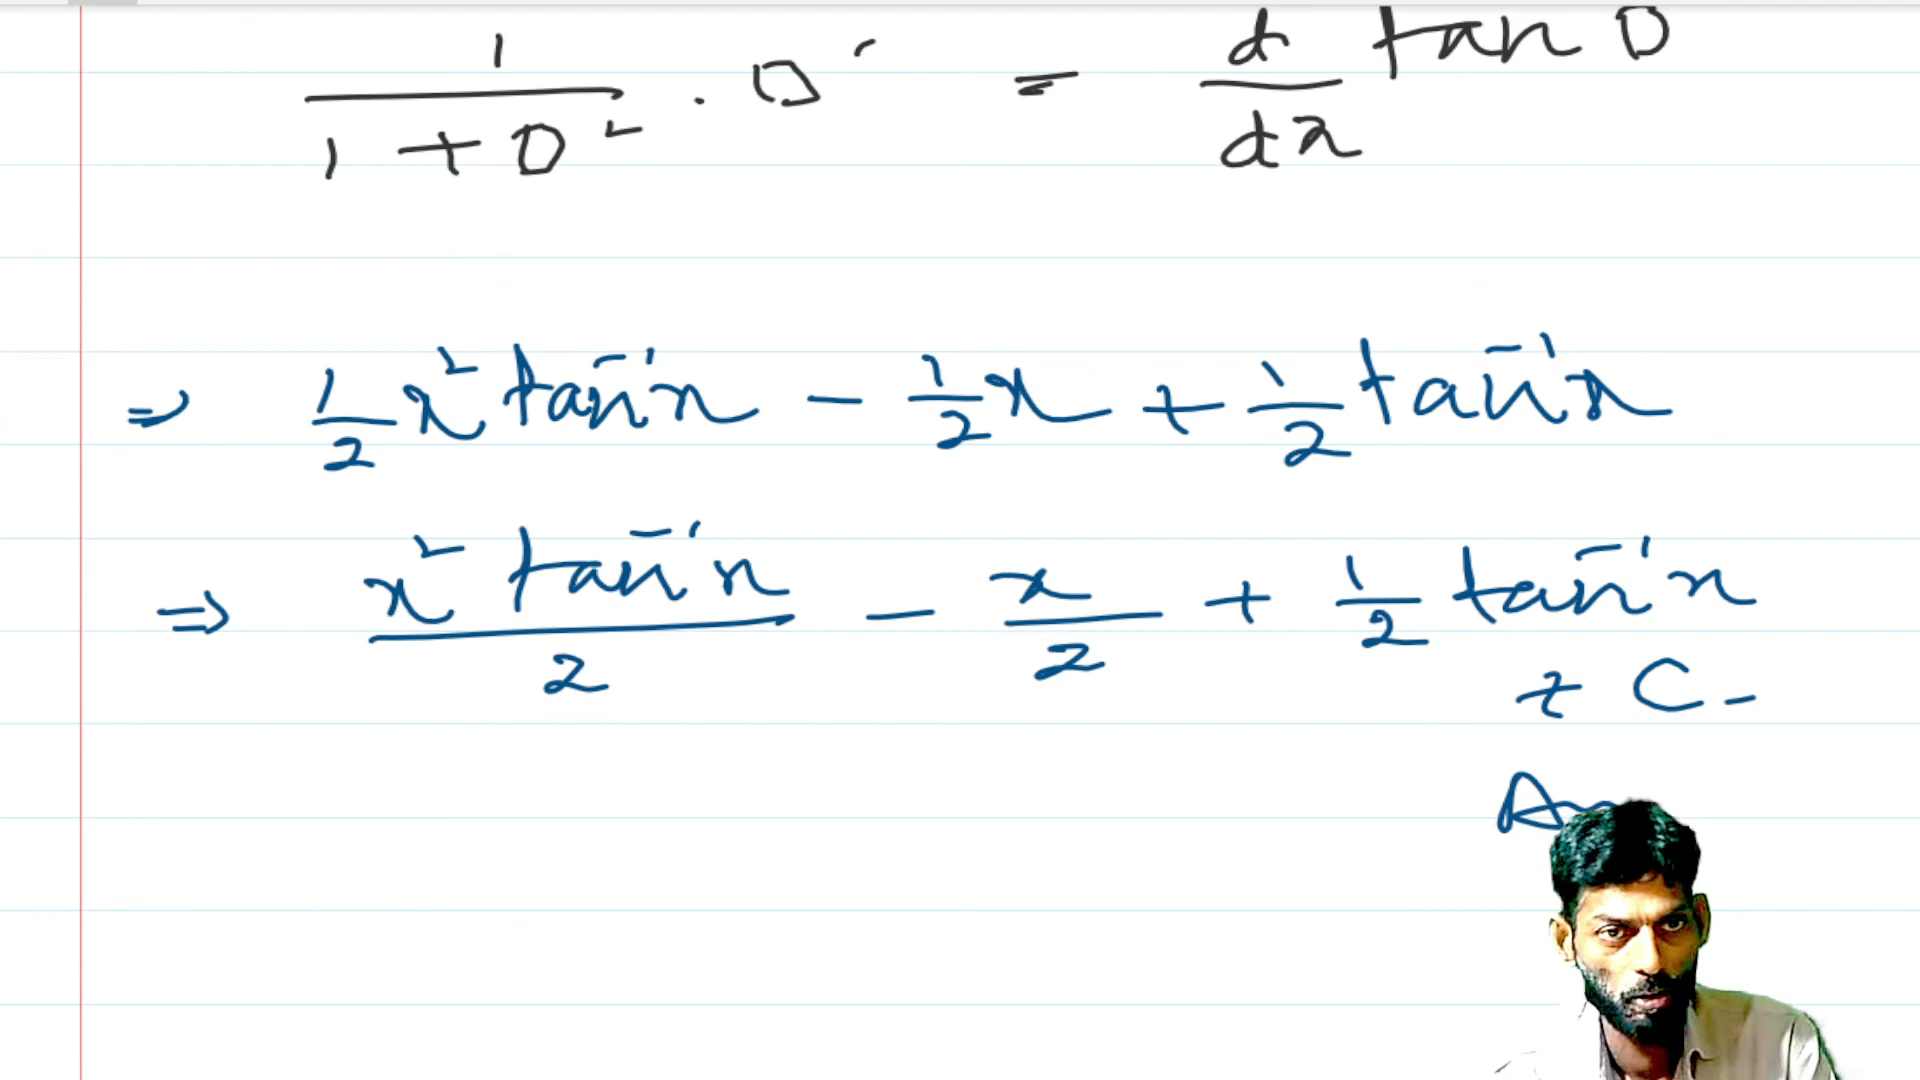 1/(1 + □²) · □' = d/dx tan □
⇒ 1/2 x² tan⁻¹x − 1/2 x + 1/2 tan⁻¹x
⇒ x² tan⁻¹x / 2 − x/2 + 1/2 tan⁻¹x
+ C -